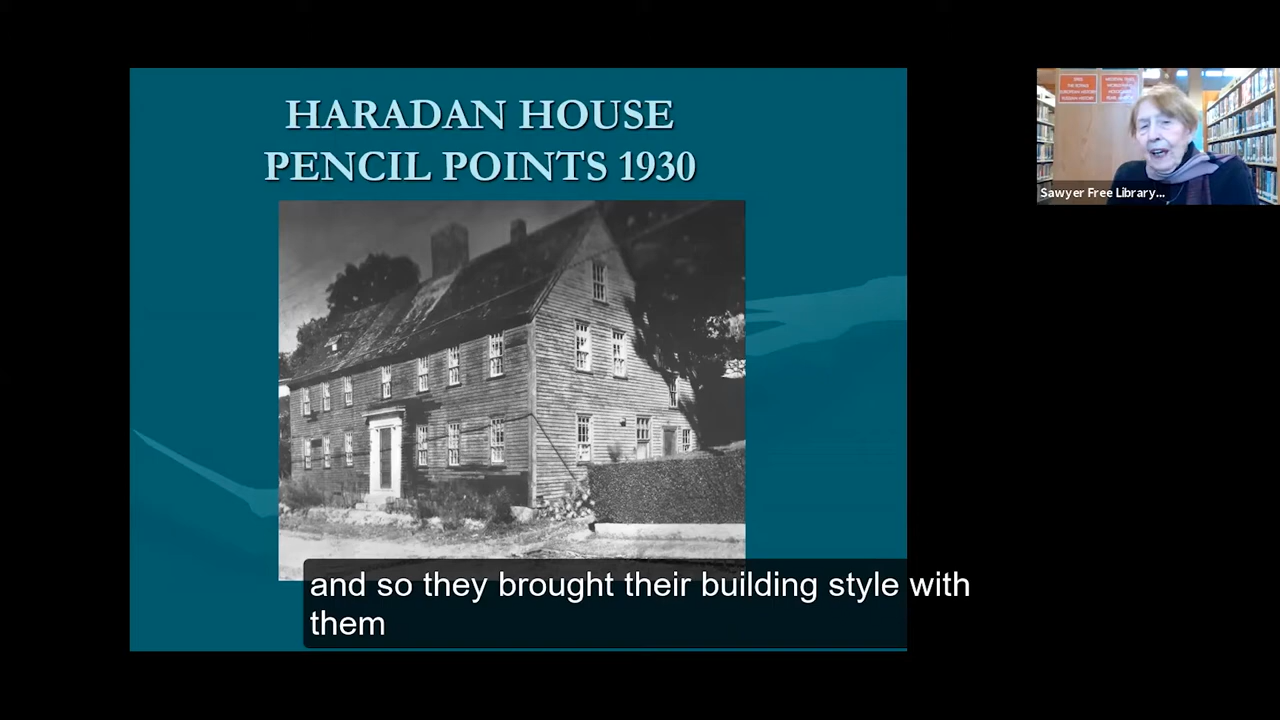 HARADAN HOUSE
PENCIL POINTS 1930
Sawyer Free Library...
and so they brought their building style with
them